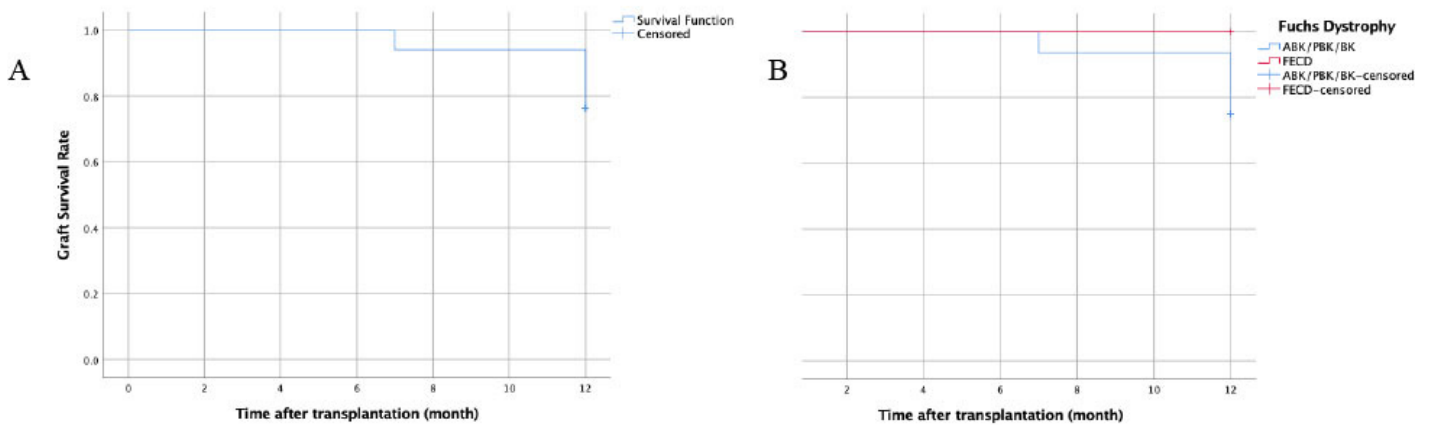 A
Graft Survival Rate
1.0
0.8
0.6
0.4
0.2
0.0
0 2 4 6 8 10 12
Time after transplantation (month)
Survival Function
Censored
B
2 4 6 8 10 12
Time after transplantation (month)
Fuchs Dystrophy
ABK/PBK/BK
FECD
ABK/PBK/BK-censored
FECD-censored